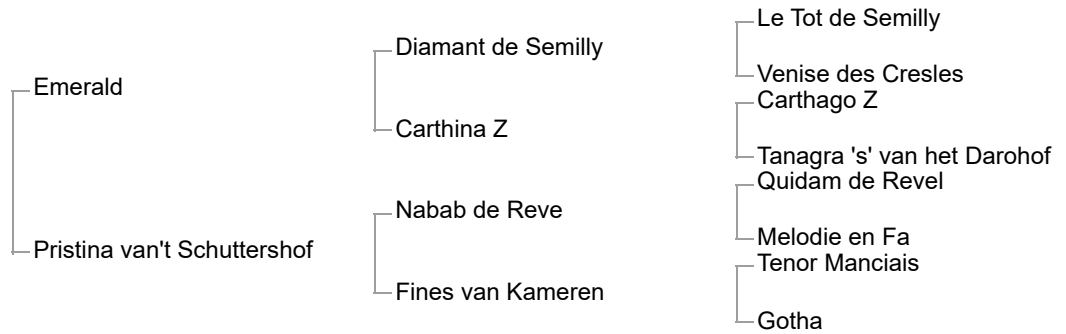 Le Tot de Semilly
Diamant de Semilly
Venise des Cresles
Emerald
Carthago Z
Carthina Z
Tanagra 's' van het Darohof
Quidam de Revel
Nabab de Reve
Melodie en Fa
Pristina van't Schuttershof
Tenor Manciais
Fines van Kameren
Gotha